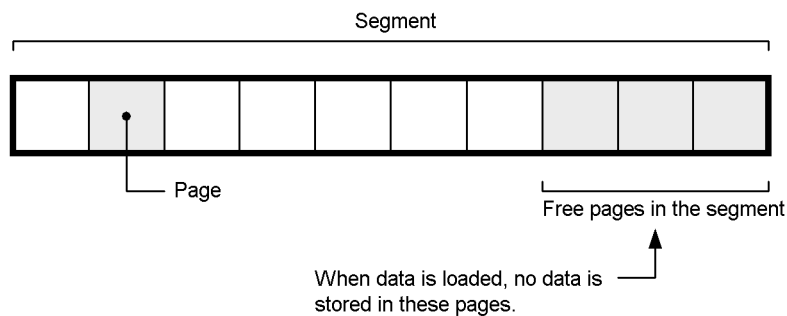 Segment
Page
Free pages in the segment
When data is loaded, no data is
stored in these pages.